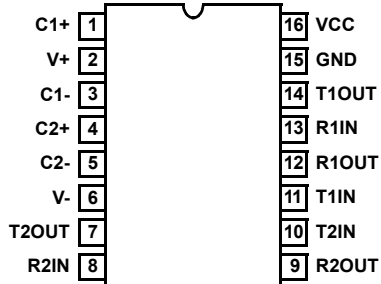 C1+ 1 16 VCC
V+ 2 15 GND
C1- 3 14 T1OUT
C2+ 4 13 R1IN
C2- 5 12 R1OUT
V- 6 11 T1IN
T2OUT 7 10 T2IN
R2IN 8 9 R2OUT